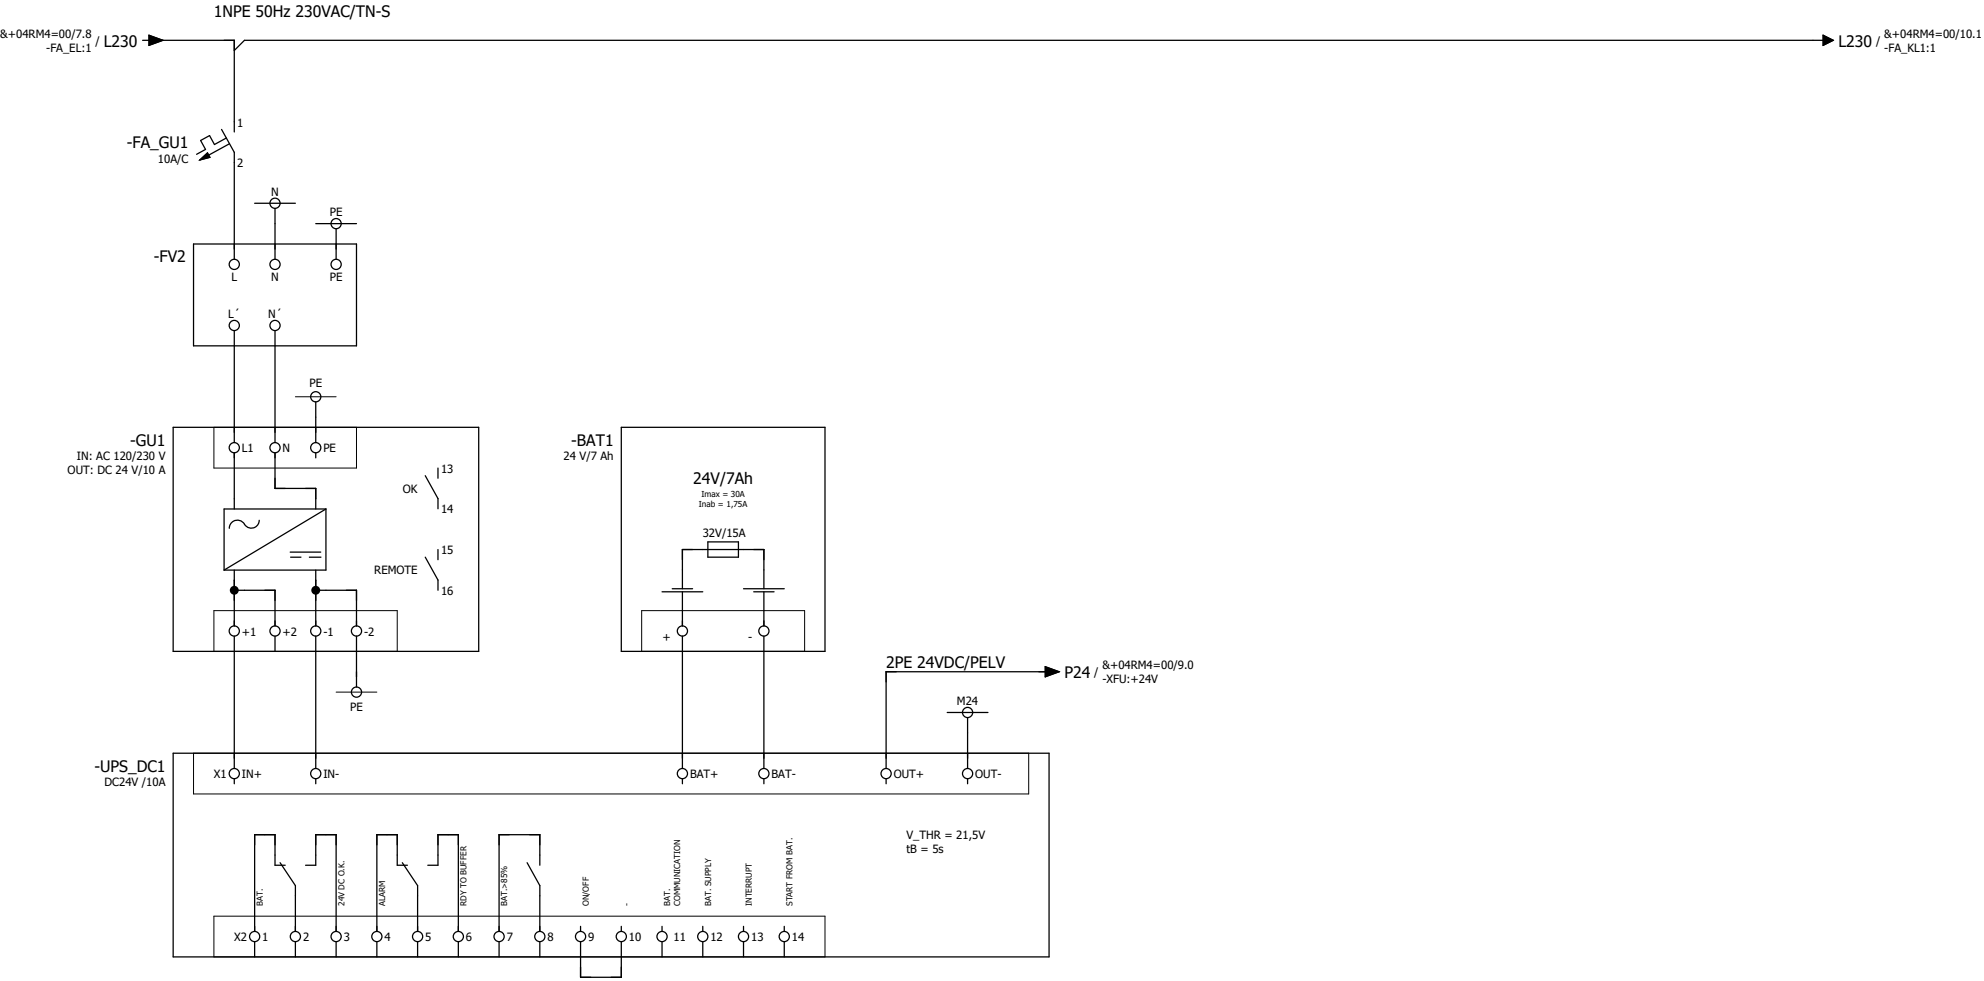 1NPE 50Hz 230VAC/TN-S
&+04RM4=00/7.8
-FA_EL:1 / L230
L230 / &+04RM4=00/10.1
-FA_KL1:1
1
-FA_GU1
10A/C
2
N
PE
-FV2
L N PE
L´ N´
PE
-GU1
IN: AC 120/230 V
OUT: DC 24 V/10 A
L1 N PE
13
OK
14
15
REMOTE
16
+1 +2 -1 -2
PE
-BAT1
24 V/7 Ah
24V/7Ah
Imax = 30A
Inab = 1,75A
32V/15A
+ -
2PE 24VDC/PELV
P24 / &+04RM4=00/9.0
-XFU:+24V
M24
-UPS_DC1
DC24V /10A
X1 IN+ IN- BAT+ BAT- OUT+ OUT-
V_THR = 21,5V
tB = 5s
BAT.
24V DC O.K.
ALARM
RDY TO BUFFER
BAT.>85%
ON/OFF
-
BAT.
COMMUNICATION
BAT. SUPPLY
INTERRUPT
START FROM BAT.
X2 1 2 3 4 5 6 7 8 9 10 11 12 13 14